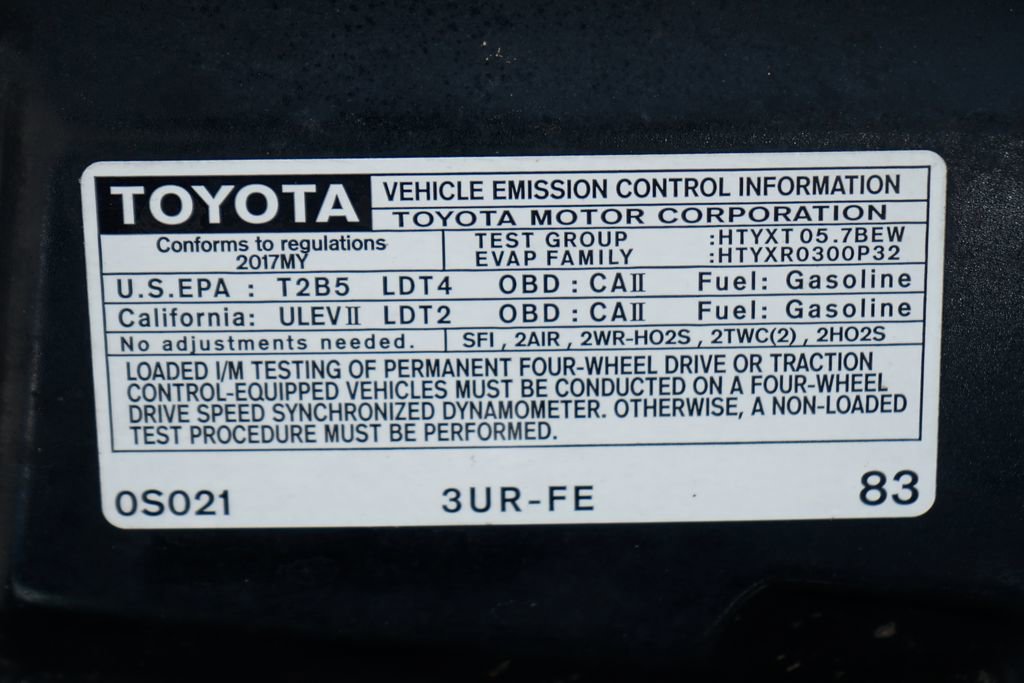 TOYOTA VEHICLE EMISSION CONTROL INFORMATION
TOYOTA MOTOR CORPORATION
Conforms to regulations
2017MY
TEST GROUP :HTYXT 05.7BEW
EVAP FAMILY :HTYXR0300P32
U.S.EPA : T2B5 LDT4 OBD : CAII Fuel: Gasoline
California: ULEVII LDT2 OBD : CAII Fuel: Gasoline
No adjustments needed. SFI , 2AIR , 2WR-HO2S , 2TWC(2) , 2HO2S
LOADED I/M TESTING OF PERMANENT FOUR-WHEEL DRIVE OR TRACTION
CONTROL-EQUIPPED VEHICLES MUST BE CONDUCTED ON A FOUR-WHEEL
DRIVE SPEED SYNCHRONIZED DYNAMOMETER. OTHERWISE, A NON-LOADED
TEST PROCEDURE MUST BE PERFORMED.
0S021 3UR-FE 83